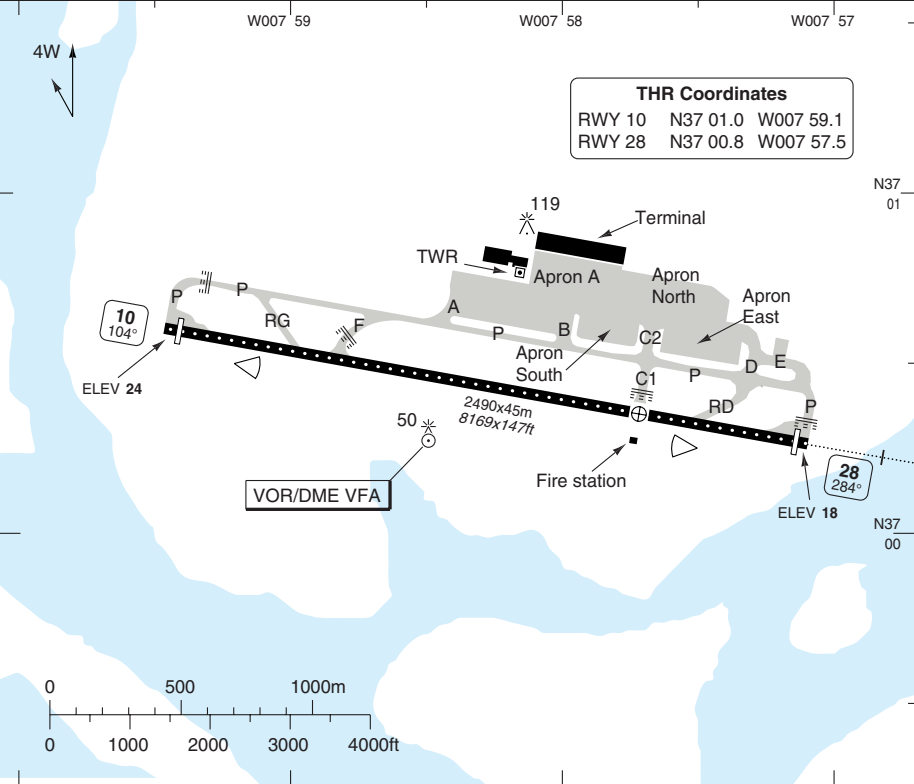 W007 59
W007 58
W007 57
4W
THR Coordinates
RWY 10 N37 01.0 W007 59.1
RWY 28 N37 00.8 W007 57.5
N37
01
119
Terminal
TWR
Apron A
Apron
North
Apron
East
P
P
A
10
104°
RG
F
P
B
C2
Apron
South
D
E
ELEV 24
C1
P
RD
P
2490x45m
8169x147ft
50
Fire station
28
284°
VOR/DME VFA
ELEV 18
N37
00
0 500 1000m
0 1000 2000 3000 4000ft